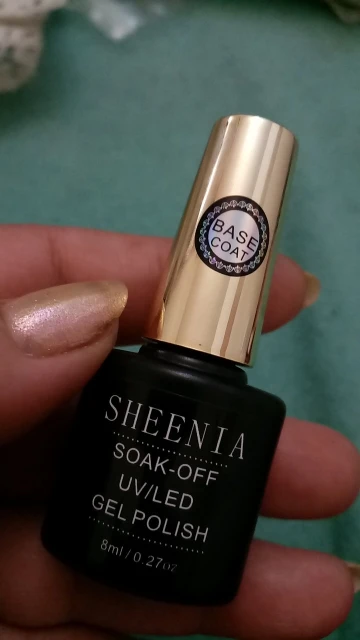 BASE
COAT
SHEENIA
SOAK-OFF
UV/LED
GEL POLISH
8ml / 0.27oz